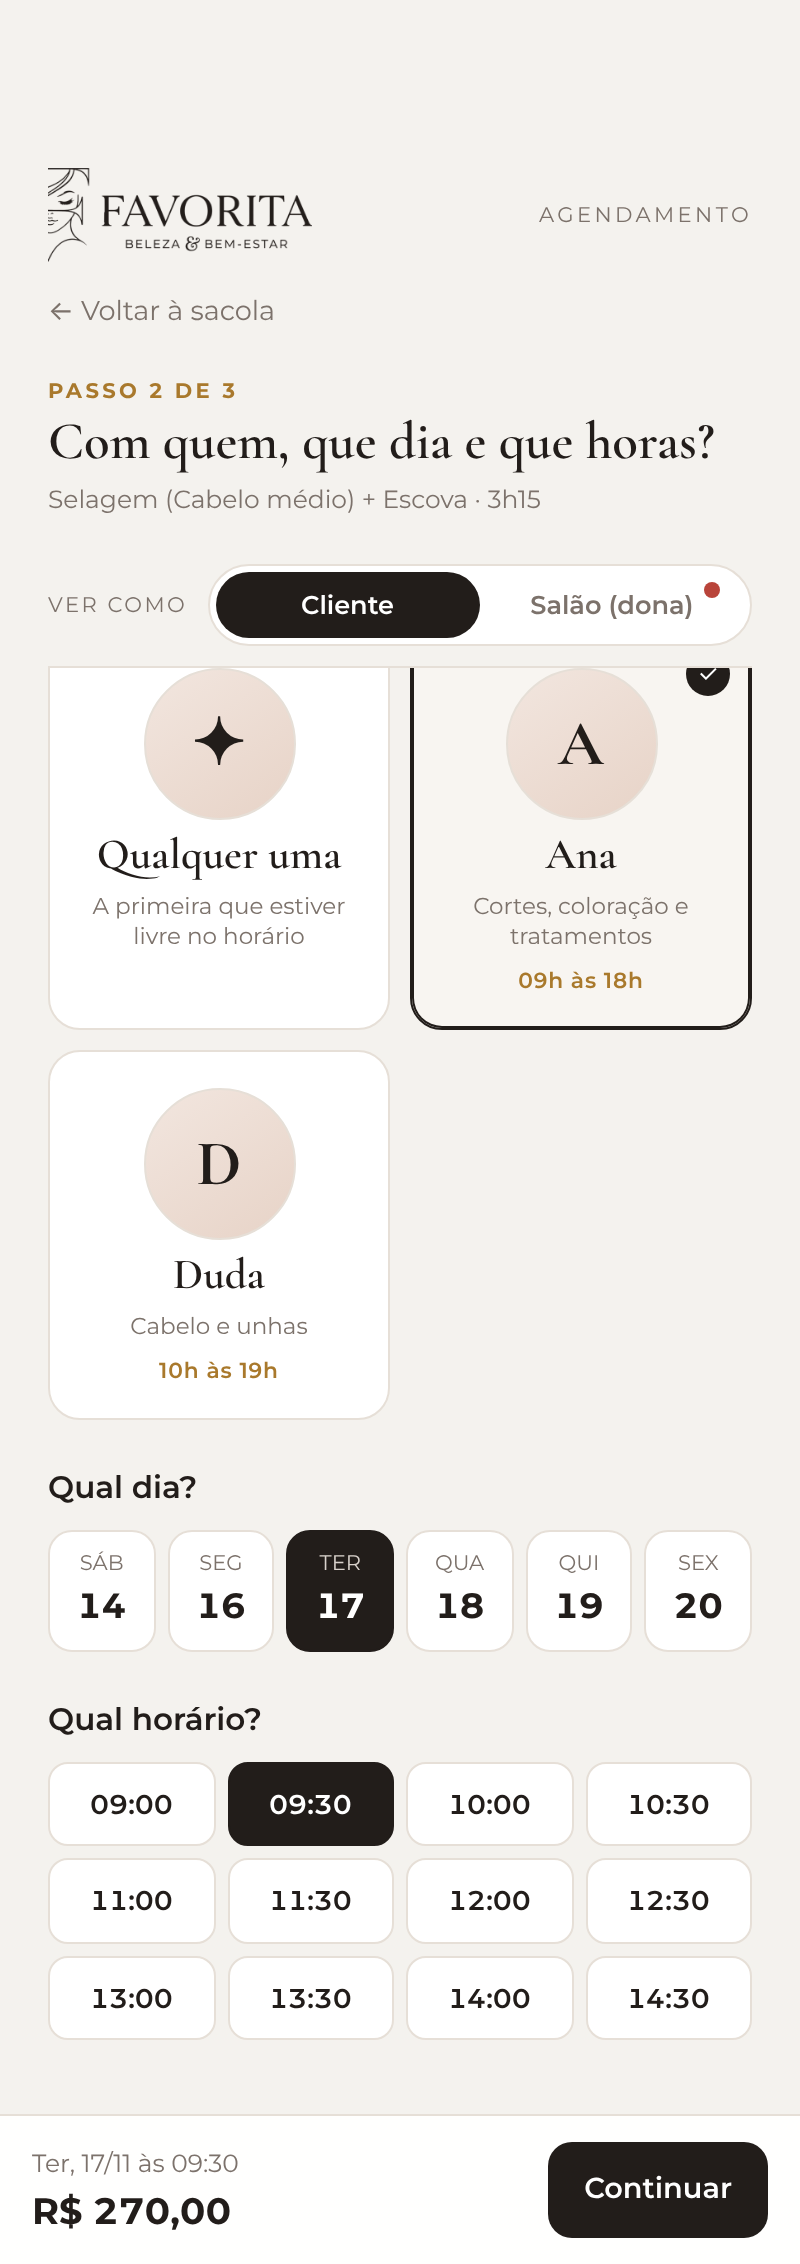 FAVORITA
BELEZA & BEM-ESTAR
AGENDAMENTO
← Voltar à sacola
PASSO 2 DE 3
Com quem, que dia e que horas?
Selagem (Cabelo médio) + Escova · 3h15
VER COMO
Cliente
Salão (dona)
Qualquer uma
A primeira que estiver
livre no horário
A
Ana
Cortes, coloração e
tratamentos
09h às 18h
D
Duda
Cabelo e unhas
10h às 19h
Qual dia?
SÁB
14
SEG
16
TER
17
QUA
18
QUI
19
SEX
20
Qual horário?
09:00
09:30
10:00
10:30
11:00
11:30
12:00
12:30
13:00
13:30
14:00
14:30
Ter, 17/11 às 09:30
R$ 270,00
Continuar